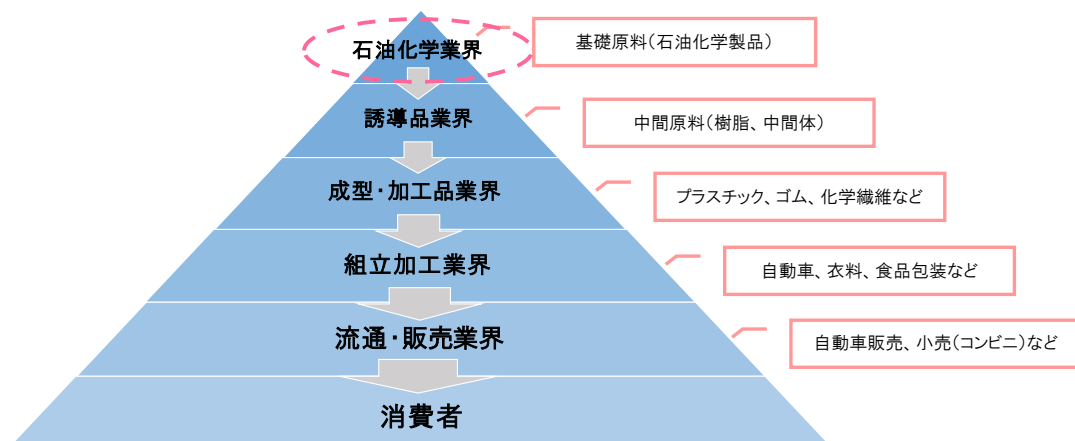 石油化学業界
基礎原料(石油化学製品)
誘導品業界
中間原料(樹脂、中間体)
成型・加工品業界
プラスチック、ゴム、化学繊維など
組立加工業界
自動車、衣料、食品包装など
流通・販売業界
自動車販売、小売(コンビニ)など
消費者